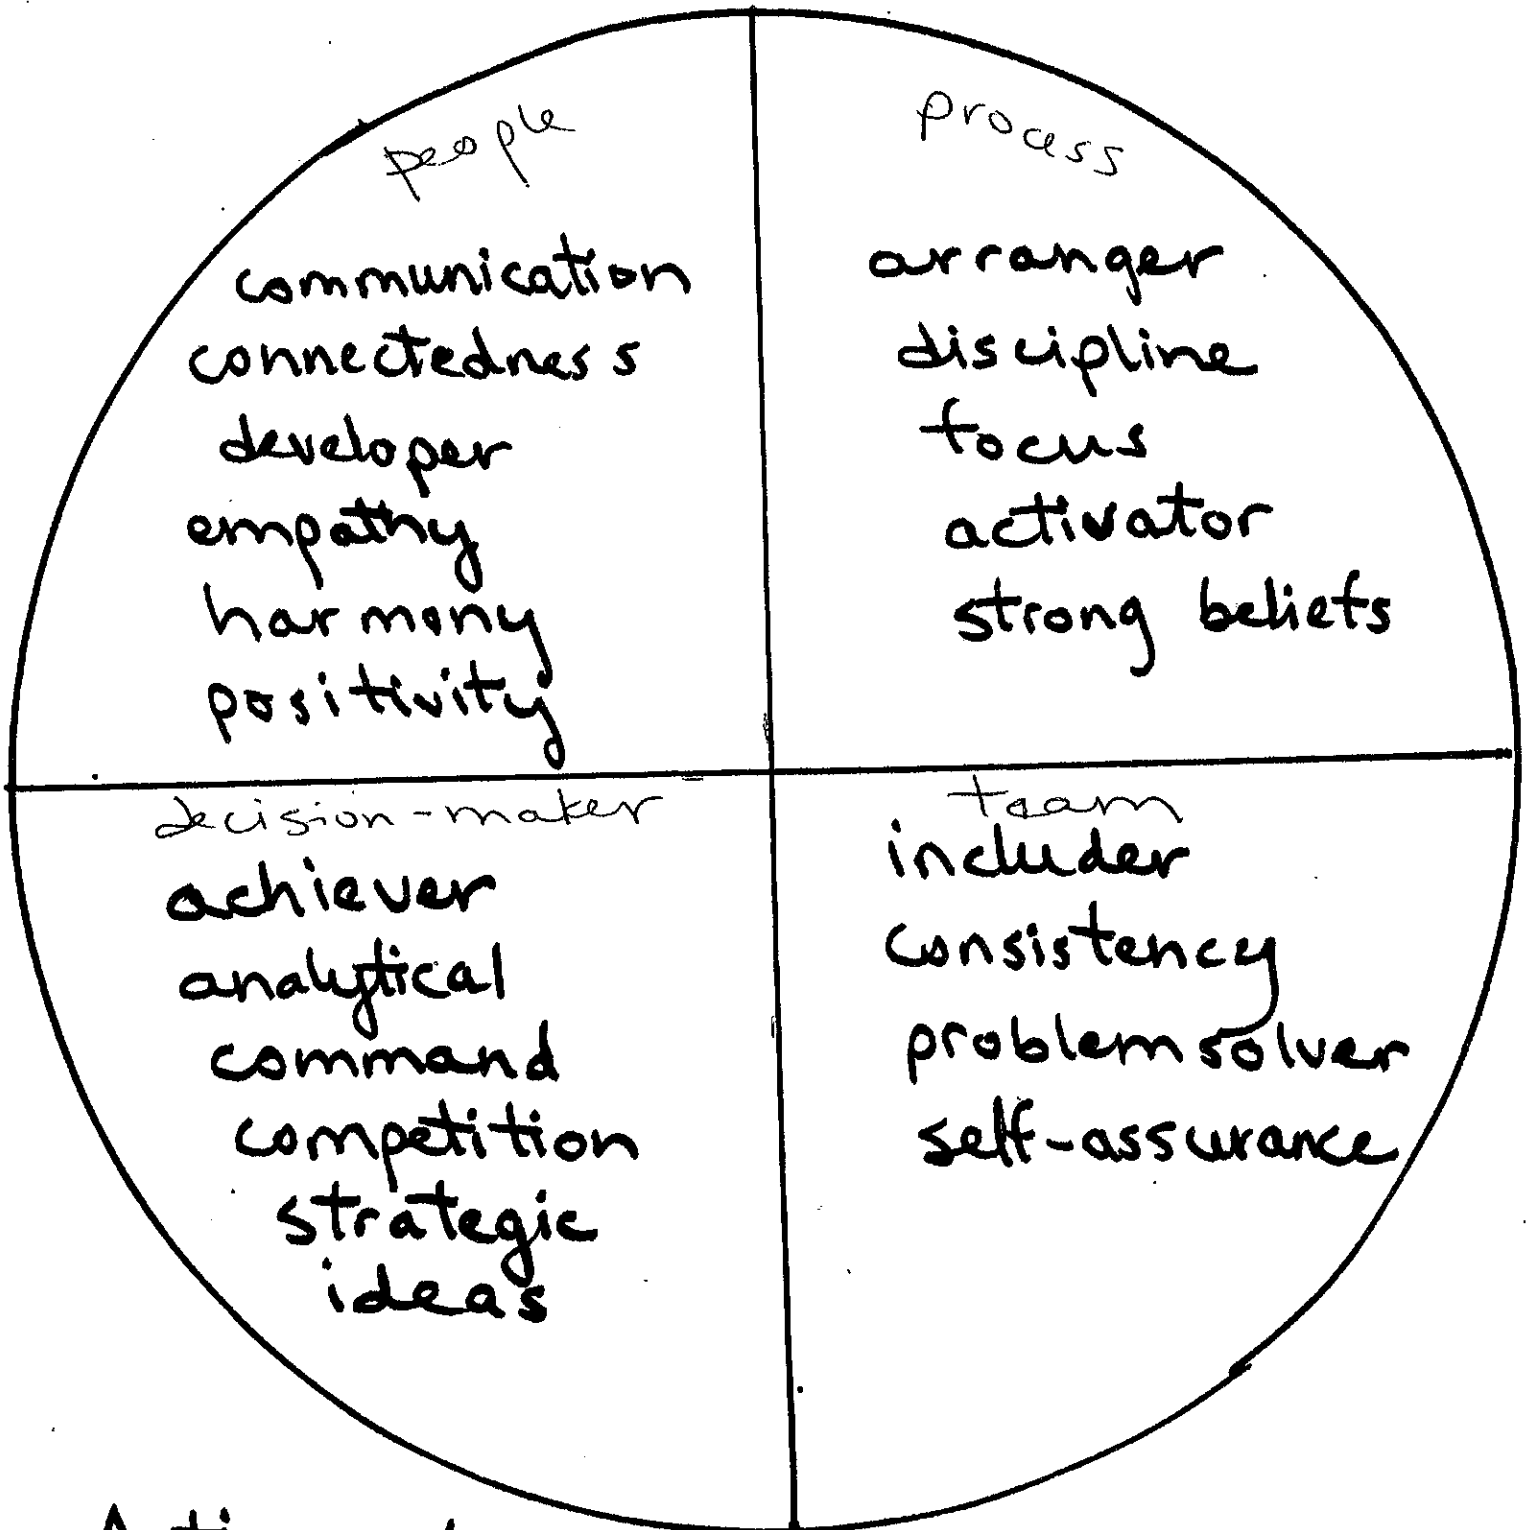 people
communication
connectedness
developer
empathy
harmony
positivity
process
arranger
discipline
focus
activator
strong beliefs
decision-maker
achiever
analytical
command
competition
strategic
ideas
team
includer
consistency
problem solver
self-assurance